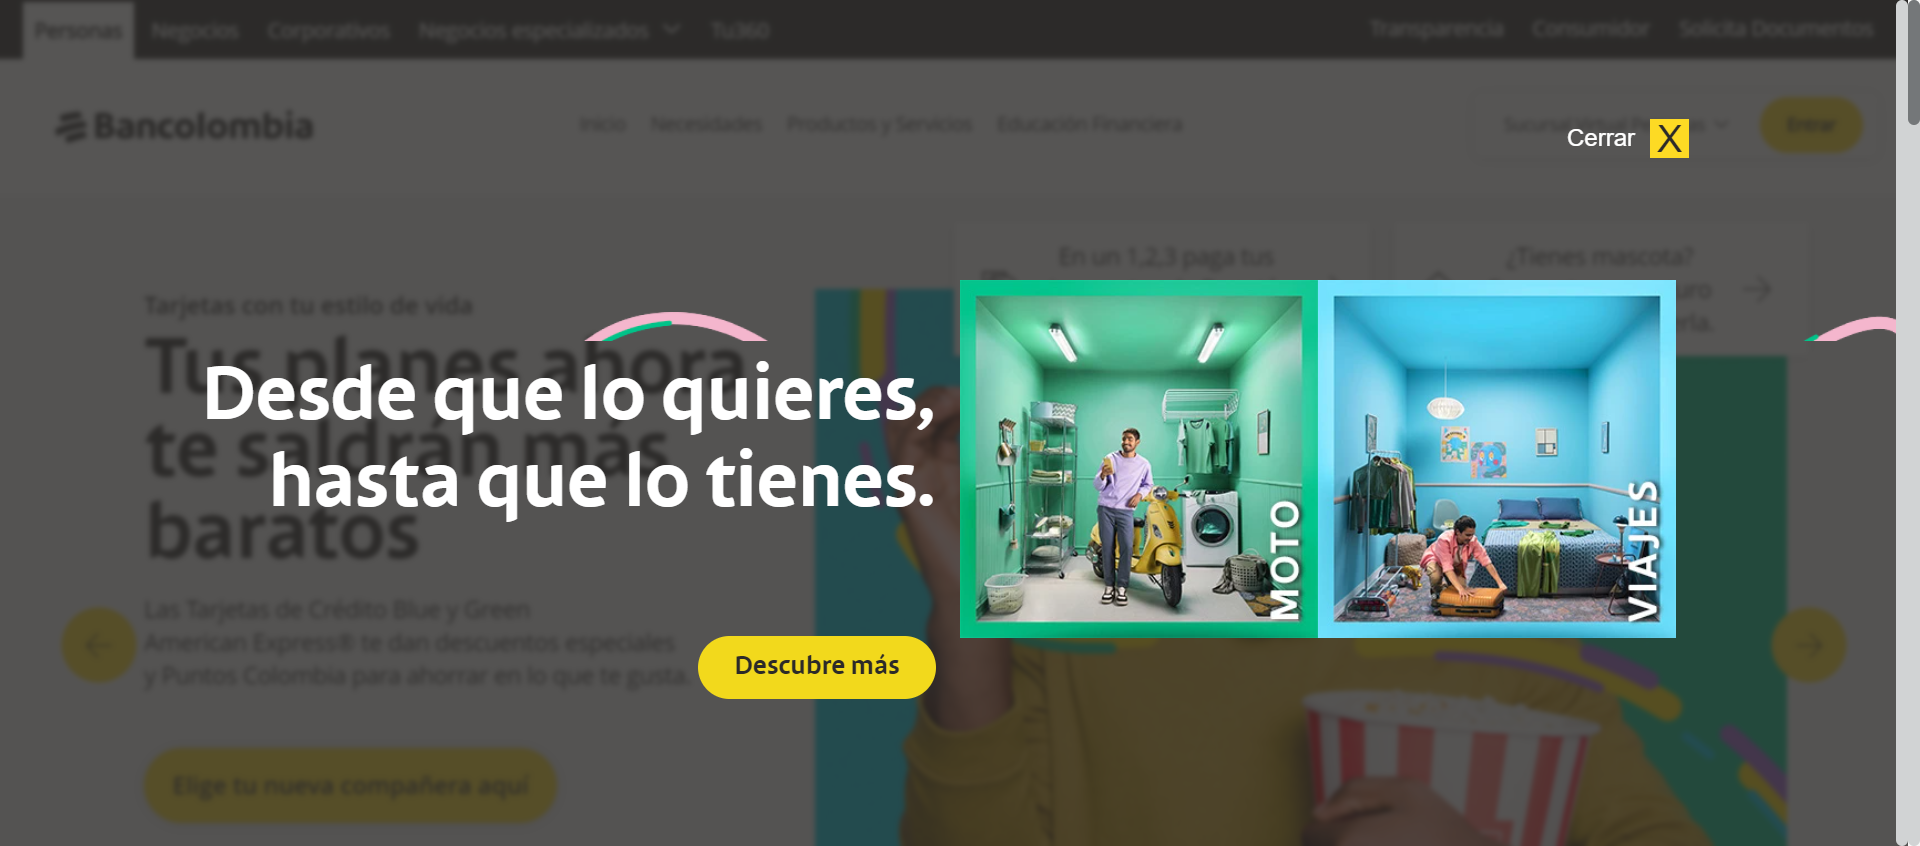 Personas Negocios Corporativos Negocios especializados Tu360 Transparencia Consumidor Solicita Documentos
Bancolombia Inicio Necesidades Productos y Servicios Educación Financiera Sucursal Virtual Entrar
Cerrar X
En un 1,2,3 paga tus
¿Tienes mascota?
Tarjetas con tu estilo de vida
Tus planes ahora
te saldrán más
baratos
Desde que lo quieres,
hasta que lo tienes.
MOTO
VIAJES
Las Tarjetas de Crédito Blue y Green
American Express® te dan descuentos especiales
y Puntos Colombia para ahorrar en lo que te gusta.
Descubre más
Elige tu nueva compañera aquí